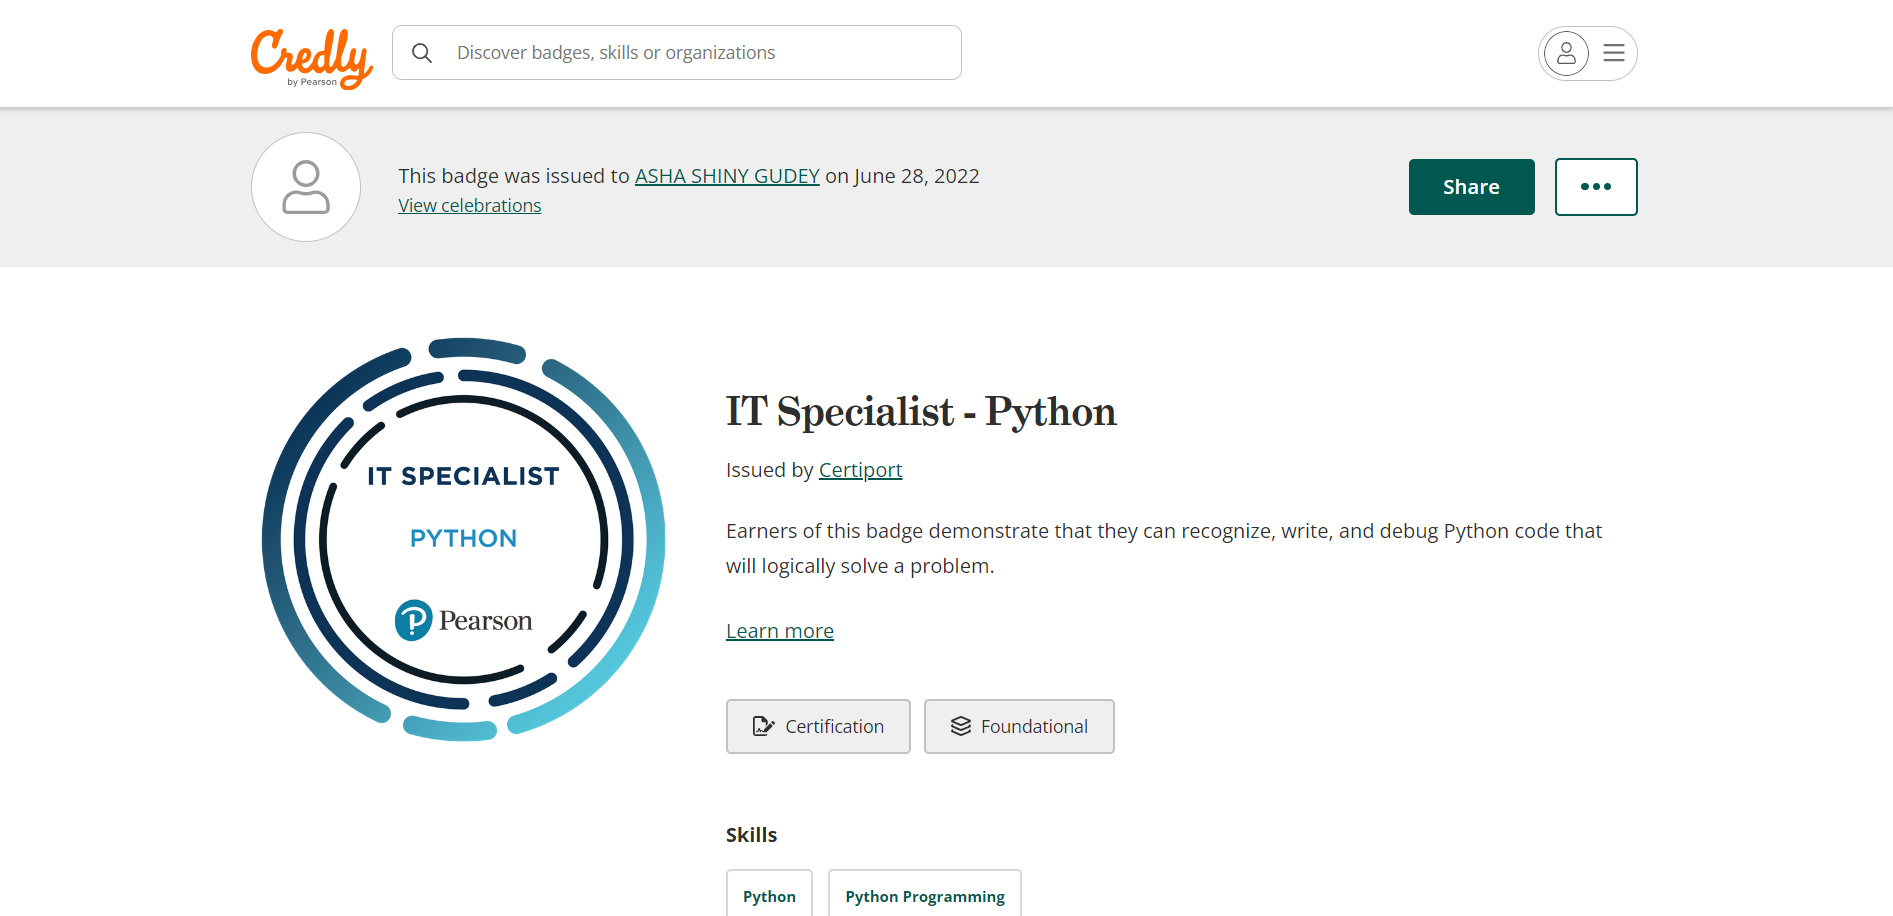 Credly
by Pearson
Discover badges, skills or organizations
This badge was issued to ASHA SHINY GUDEY on June 28, 2022
View celebrations
Share
IT SPECIALIST
PYTHON
Pearson
IT Specialist - Python
Issued by Certiport
Earners of this badge demonstrate that they can recognize, write, and debug Python code that
will logically solve a problem.
Learn more
Certification
Foundational
Skills
Python
Python Programming